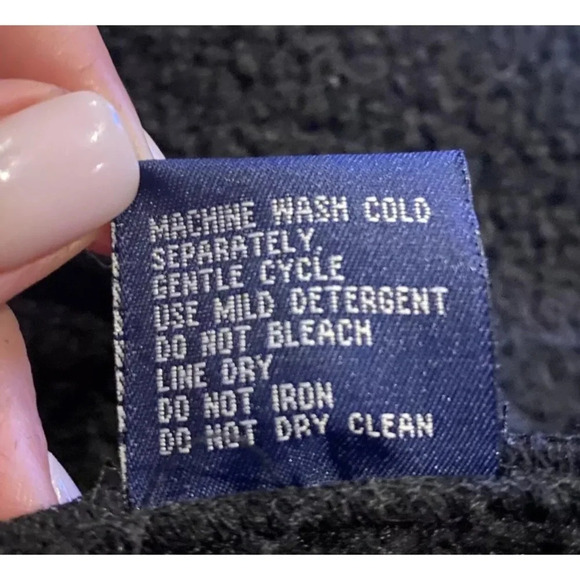 MACHINE WASH COLD
SEPARATELY.
GENTLE CYCLE
USE MILD DETERGENT
DO NOT BLEACH
LINE DRY
DO NOT IRON
DO NOT DRY CLEAN